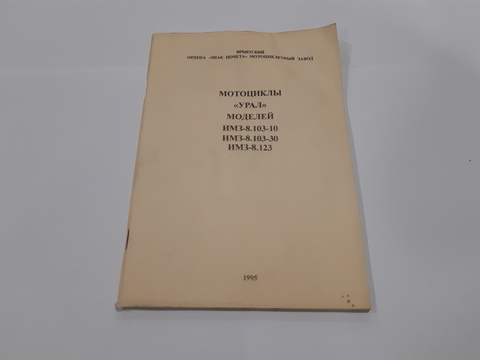 ИРБИТСКИЙ
ОРДЕНА «ЗНАК ПОЧЕТА» МОТОЦИКЛЕТНЫЙ ЗАВОД
МОТОЦИКЛЫ
«УРАЛ»
МОДЕЛЕЙ
ИМЗ-8.103-10
ИМЗ-8.103-30
ИМЗ-8.123
1995